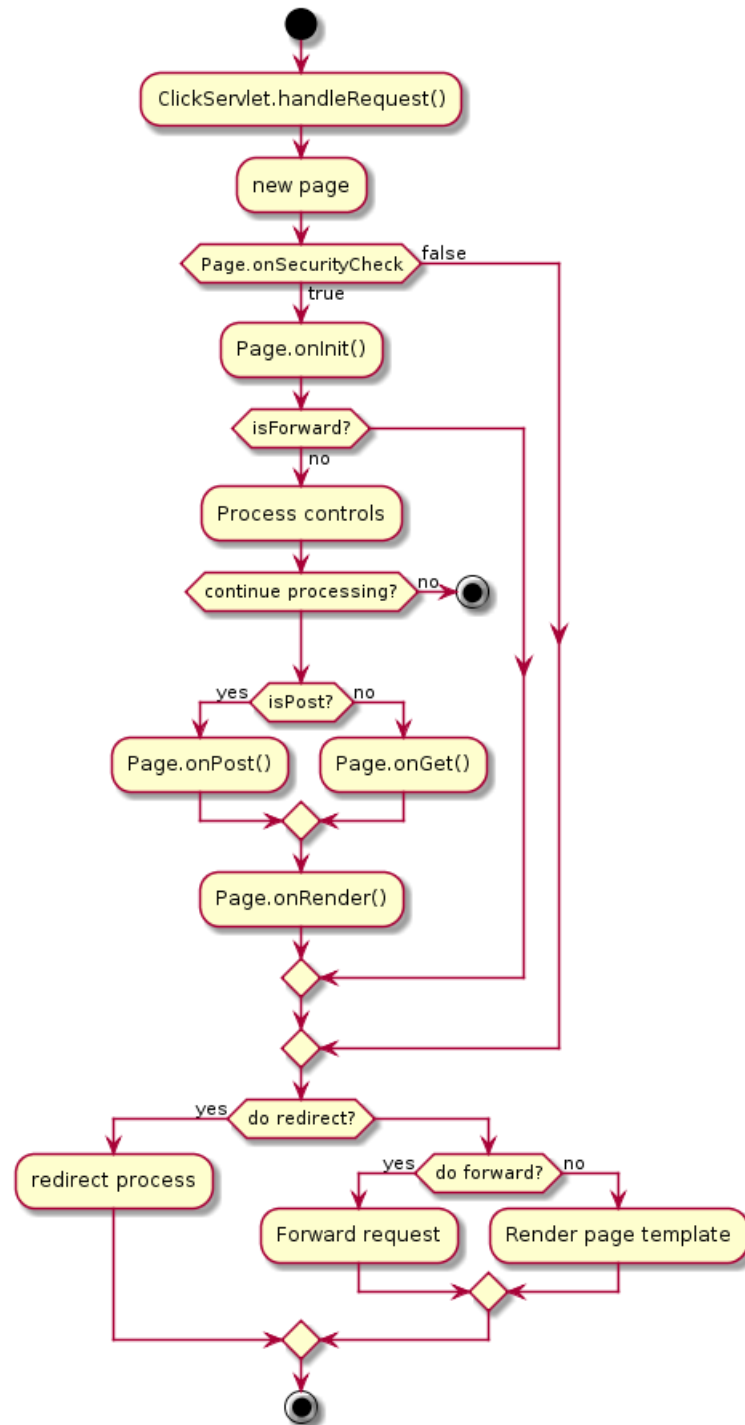 ClickServlet.handleRequest()
new page
Page.onSecurityCheck
false
true
Page.onInit()
isForward?
no
Process controls
continue processing?
no
yes
isPost?
no
Page.onPost()
Page.onGet()
Page.onRender()
yes
do redirect?
redirect process
yes
do forward?
no
Forward request
Render page template